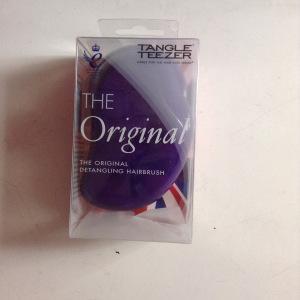 TANGLE
TEEZER
THE
Original
THE ORIGINAL
DETANGLING HAIRBRUSH